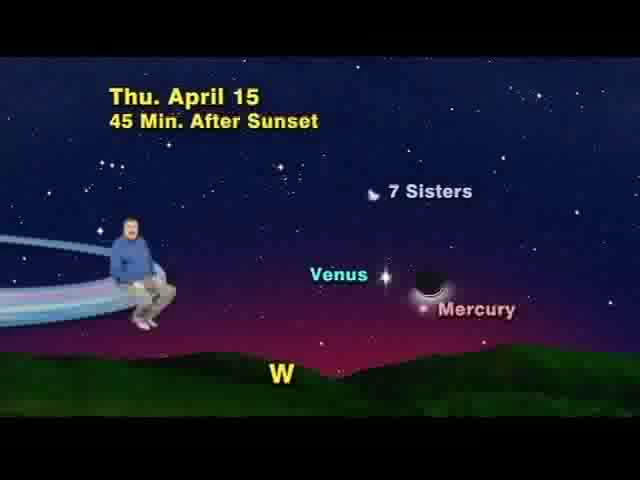 Thu. April 15
45 Min. After Sunset
7 Sisters
Venus
Mercury
W